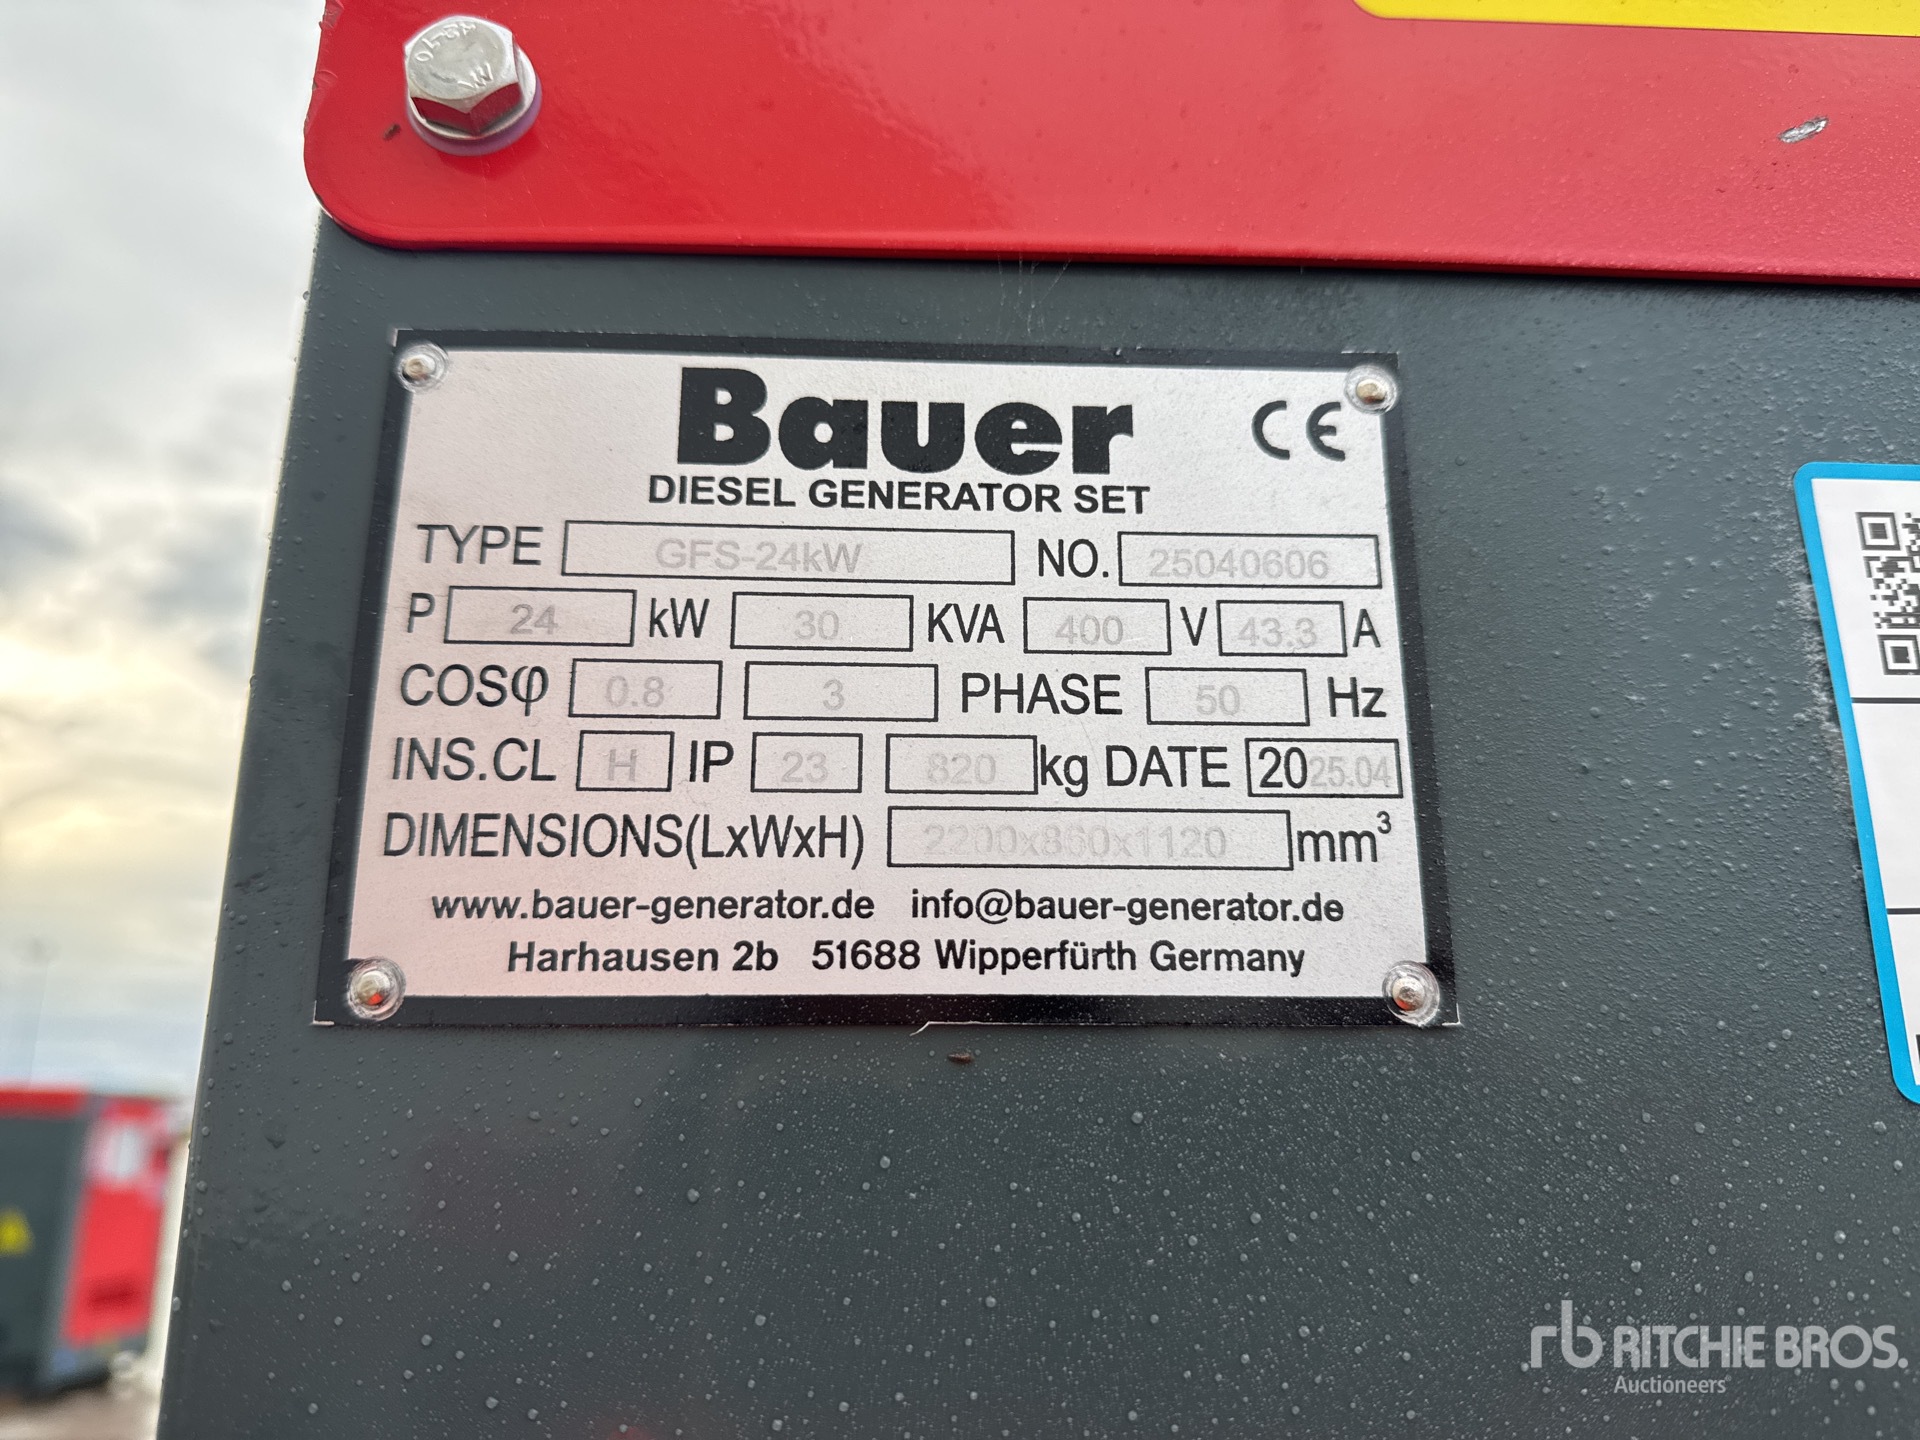 Bauer CE
DIESEL GENERATOR SET
TYPE GFS-24kW NO. 25040606
P 24 kW 30 KVA 400 V 43.3 A
COSφ 0.8 3 PHASE 50 Hz
INS.CL H IP 23 820 kg DATE 2025.04
DIMENSIONS(LxWxH) 2200x860x1120 mm³
www.bauer-generator.de info@bauer-generator.de
Harhausen 2b 51688 Wipperfürth Germany
rb RITCHIE BROS.
Auctioneers